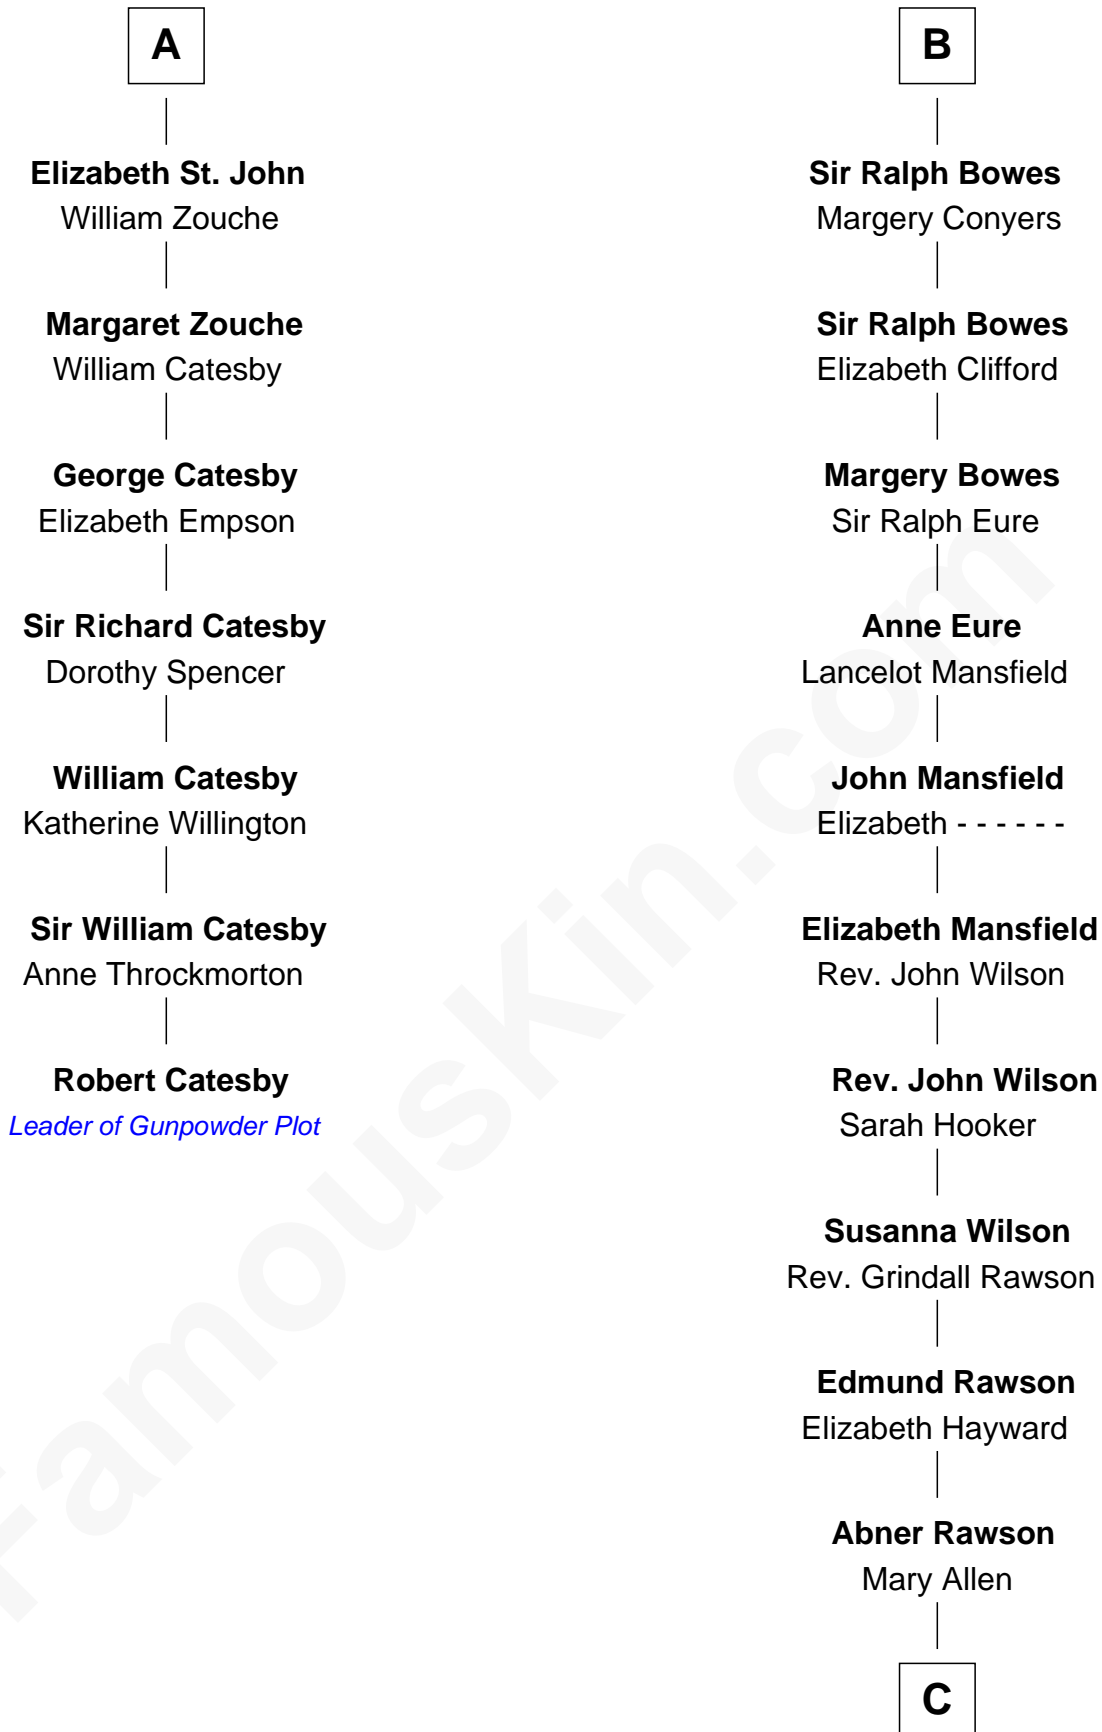 A
Elizabeth St. John
William Zouche
Margaret Zouche
William Catesby
George Catesby
Elizabeth Empson
Sir Richard Catesby
Dorothy Spencer
William Catesby
Katherine Willington
Sir William Catesby
Anne Throckmorton
Robert Catesby
Leader of Gunpowder Plot
B
Sir Ralph Bowes
Margery Conyers
Sir Ralph Bowes
Elizabeth Clifford
Margery Bowes
Sir Ralph Eure
Anne Eure
Lancelot Mansfield
John Mansfield
Elizabeth - - - - - -
Elizabeth Mansfield
Rev. John Wilson
Rev. John Wilson
Sarah Hooker
Susanna Wilson
Rev. Grindall Rawson
Edmund Rawson
Elizabeth Hayward
Abner Rawson
Mary Allen
C
FamousKin.com